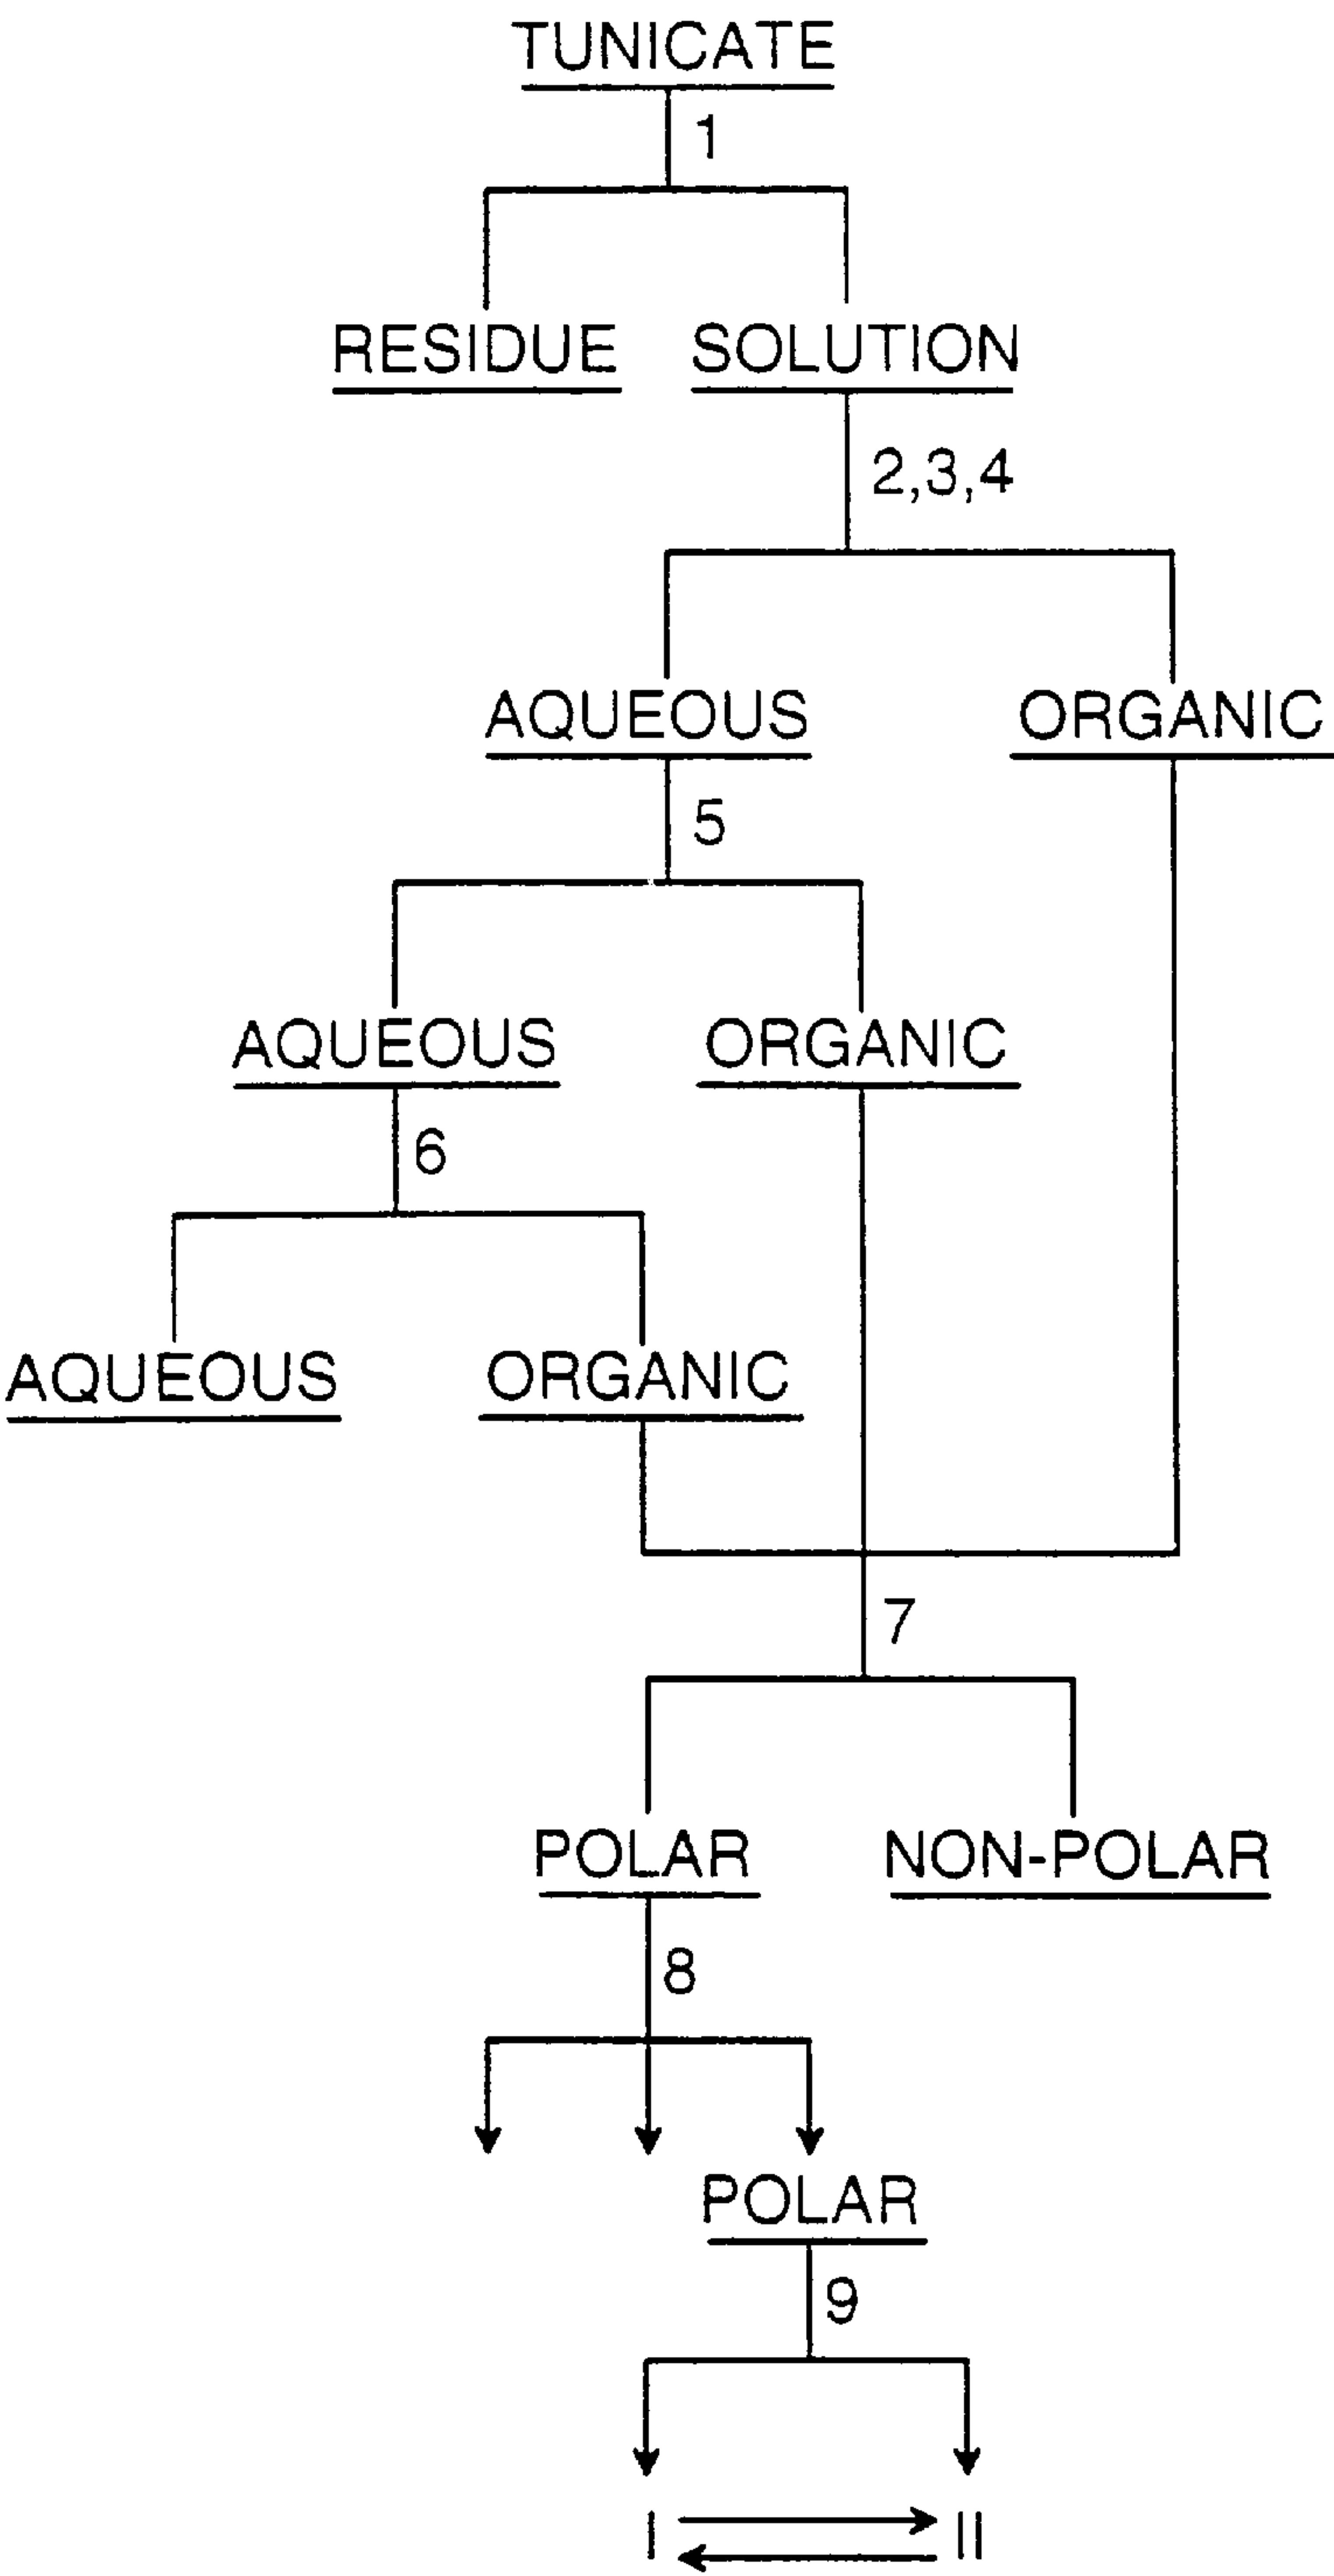 TUNICATE
1
RESIDUE SOLUTION
2,3,4
AQUEOUS ORGANIC
5
AQUEOUS ORGANIC
6
AQUEOUS ORGANIC
7
POLAR NON-POLAR
8
POLAR
9
I II